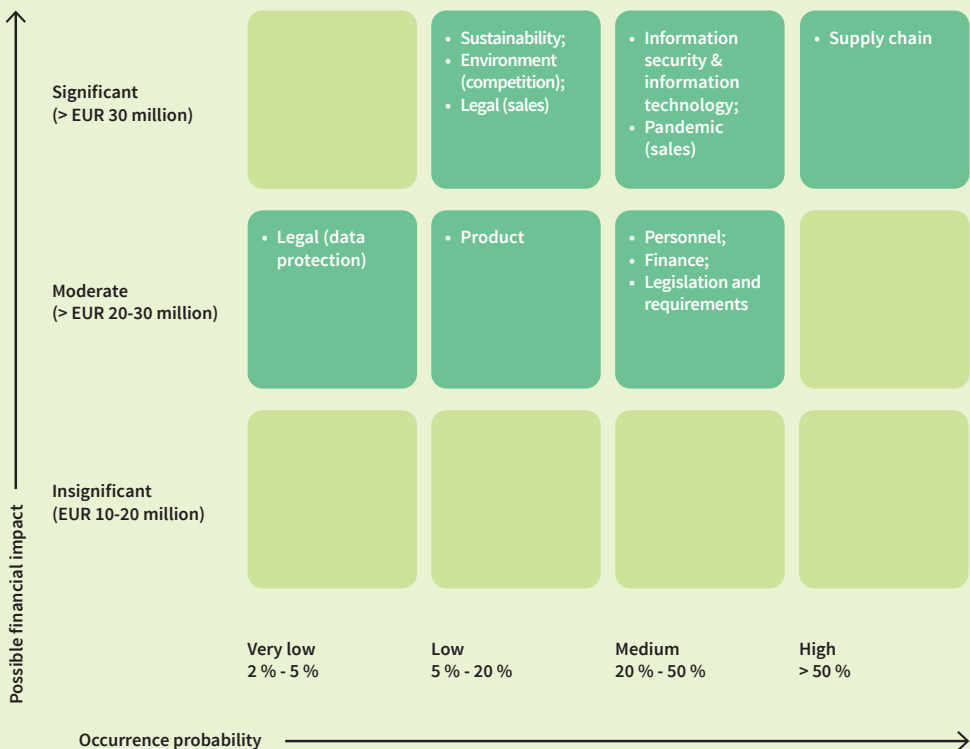 Significant
(> EUR 30 million)
• Sustainability;
• Environment
(competition);
• Legal (sales)
• Information
security &
information
technology;
• Pandemic
(sales)
• Supply chain
Moderate
(> EUR 20-30 million)
• Legal (data
protection)
• Product
• Personnel;
• Finance;
• Legislation and
requirements
Insignificant
(EUR 10-20 million)
Possible financial impact
Very low
2 % - 5 %
Low
5 % - 20 %
Medium
20 % - 50 %
High
> 50 %
Occurrence probability